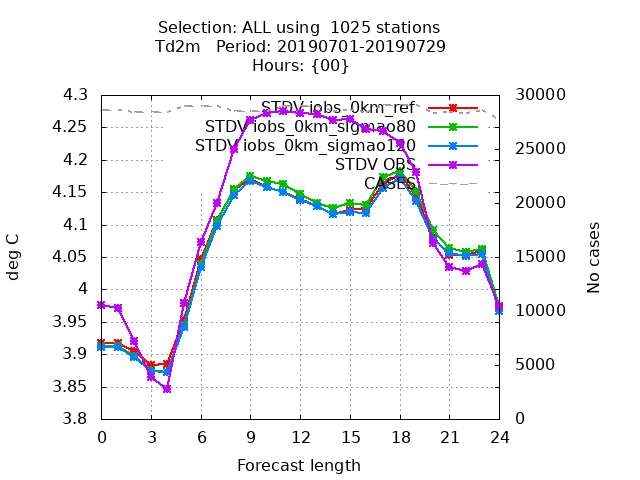 Selection: ALL using  1025 stations
Td2m   Period: 20190701-20190729
Hours: {00}
4.3
4.25
4.2
4.15
4.1
4.05
4
3.95
3.9
3.85
3.8
deg C
30000
25000
20000
15000
10000
5000
0
No cases
STDV iobs_0km_ref
STDV iobs_0km_sigmao80
STDV iobs_0km_sigmao120
STDV OBS
CASES
0 3 6 9 12 15 18 21 24
Forecast length